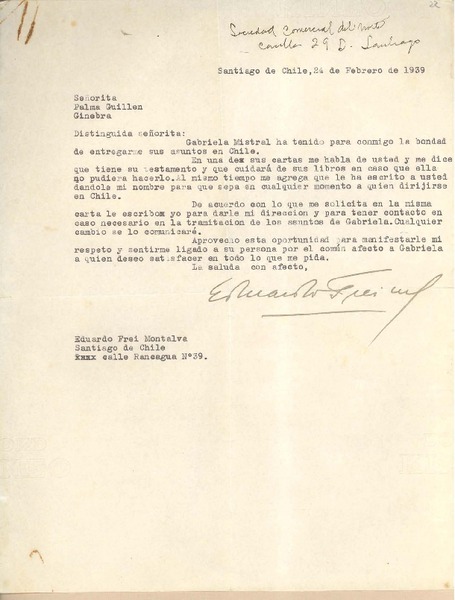 Sociedad Comercial del Norte
Casilla 29 D. Santiago
Santiago de Chile, 24 de Febrero de 1939
Señorita
Palma Guillen
Ginebra
Distinguida señorita:
Gabriela Mistral ha tenido para conmigo la bondad
de entregarme sus asuntos en Chile.
En una dex sus cartas me habla de usted y me dice
que tiene su testamento y que cuidará de sus libros en caso que ella
no pudiera hacerlo.Al mismo tiempo me agrega que le ha escrito a usted
dandole mi nombre para que sepa en cualquier momento a quien dirijirse
en Chile.
De acuerdo con lo que me solicita en la misma
carta le escribox yo para darle mi direccion y para tener contacto en
caso necesario en la tramitacion de los asuntos de Gabriela.Cualquier
cambio se lo comunicaré.
Aprovecho esta oportunidad para manifestarle mi
respeto y sentirme ligado a su persona por el común afecto a Gabriela
a quien deseo satisfacer en todo lo que me pida.
La saluda con afecto,
Eduardo Frei M
Eduardo Frei Montalva
Santiago de Chile
calle Rancagua Nº39.